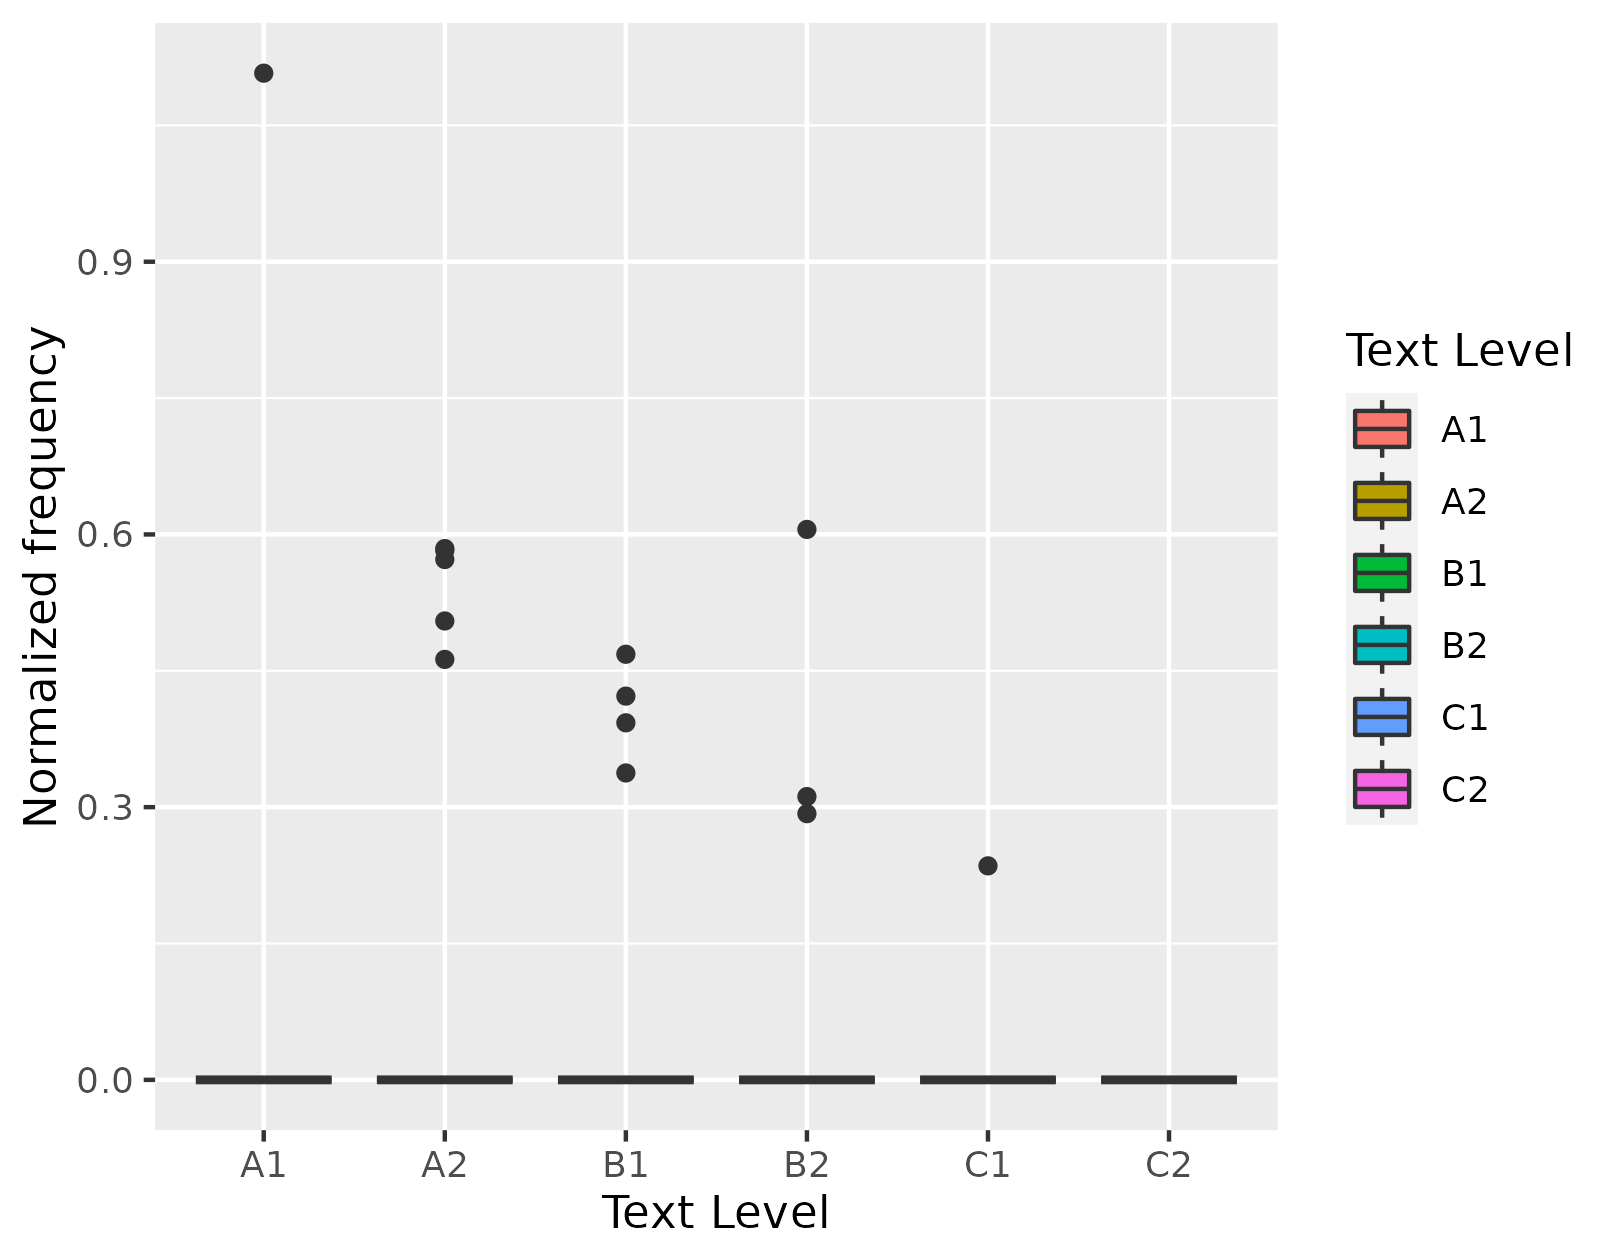 Normalized frequency
0.9
0.6
0.3
0.0
A1 A2 B1 B2 C1 C2
Text Level
Text Level
A1
A2
B1
B2
C1
C2